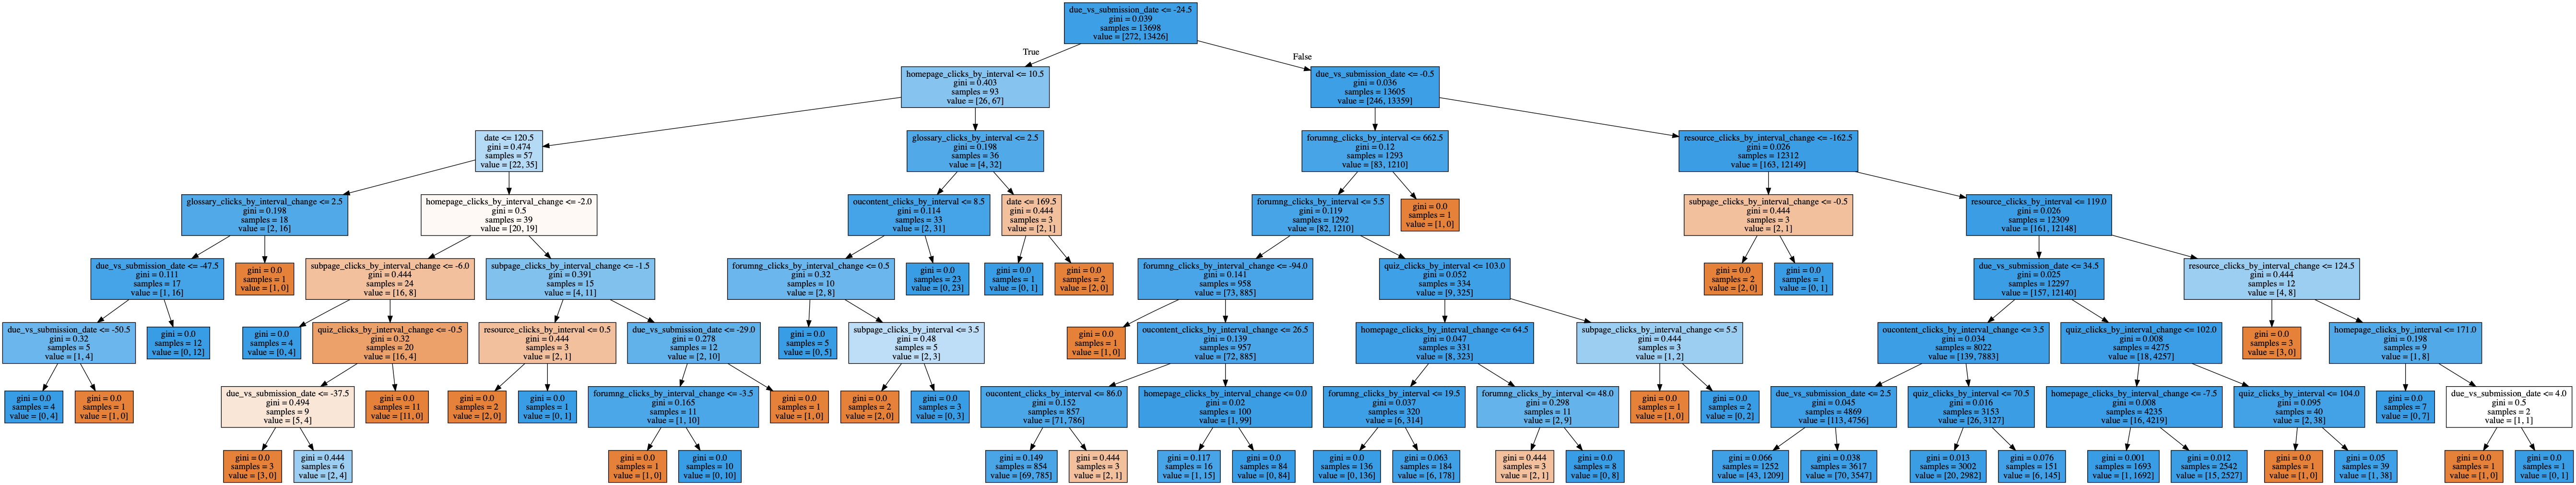 due_vs_submission_date <= -24.5
gini = 0.039
samples = 13698
value = [272, 13426]
True
False
homepage_clicks_by_interval <= 10.5
gini = 0.403
samples = 93
value = [26, 67]
due_vs_submission_date <= -0.5
gini = 0.036
samples = 13605
value = [246, 13359]
date <= 120.5
gini = 0.474
samples = 57
value = [22, 35]
glossary_clicks_by_interval <= 2.5
gini = 0.198
samples = 36
value = [4, 32]
forumng_clicks_by_interval <= 662.5
gini = 0.12
samples = 1293
value = [83, 1210]
resource_clicks_by_interval_change <= -162.5
gini = 0.026
samples = 12312
value = [163, 12149]
glossary_clicks_by_interval_change <= 2.5
gini = 0.198
samples = 18
value = [2, 16]
homepage_clicks_by_interval_change <= -2.0
gini = 0.5
samples = 39
value = [20, 19]
oucontent_clicks_by_interval <= 8.5
gini = 0.114
samples = 33
value = [2, 31]
date <= 169.5
gini = 0.444
samples = 3
value = [2, 1]
forumng_clicks_by_interval <= 5.5
gini = 0.119
samples = 1292
value = [82, 1210]
gini = 0.0
samples = 1
value = [1, 0]
subpage_clicks_by_interval_change <= -0.5
gini = 0.444
samples = 3
value = [2, 1]
resource_clicks_by_interval_change <= 119.0
gini = 0.026
samples = 12309
value = [161, 12148]
due_vs_submission_date <= -47.5
gini = 0.111
samples = 17
value = [1, 16]
gini = 0.0
samples = 1
value = [1, 0]
subpage_clicks_by_interval_change <= -6.0
gini = 0.444
samples = 24
value = [16, 8]
subpage_clicks_by_interval_change <= -1.5
gini = 0.391
samples = 15
value = [4, 11]
forumng_clicks_by_interval_change <= 0.5
gini = 0.32
samples = 10
value = [2, 8]
gini = 0.0
samples = 23
value = [0, 23]
gini = 0.0
samples = 1
value = [0, 1]
gini = 0.0
samples = 2
value = [2, 0]
forumng_clicks_by_interval_change <= -94.0
gini = 0.141
samples = 958
value = [73, 885]
quiz_clicks_by_interval <= 103.0
gini = 0.052
samples = 334
value = [9, 325]
gini = 0.0
samples = 2
value = [2, 0]
gini = 0.0
samples = 1
value = [0, 1]
due_vs_submission_date <= 34.5
gini = 0.025
samples = 12297
value = [157, 12140]
resource_clicks_by_interval_change <= 124.5
gini = 0.444
samples = 12
value = [4, 8]
due_vs_submission_date <= -50.5
gini = 0.32
samples = 5
value = [1, 4]
gini = 0.0
samples = 12
value = [0, 12]
gini = 0.0
samples = 4
value = [0, 4]
quiz_clicks_by_interval_change <= -0.5
gini = 0.32
samples = 20
value = [16, 4]
resource_clicks_by_interval <= 0.5
gini = 0.444
samples = 3
value = [2, 1]
due_vs_submission_date <= -29.0
gini = 0.278
samples = 12
value = [2, 10]
gini = 0.0
samples = 5
value = [0, 5]
subpage_clicks_by_interval <= 3.5
gini = 0.48
samples = 5
value = [2, 3]
gini = 0.0
samples = 1
value = [1, 0]
oucontent_clicks_by_interval_change <= 26.5
gini = 0.139
samples = 957
value = [72, 885]
homepage_clicks_by_interval <= 64.5
gini = 0.047
samples = 331
value = [8, 323]
subpage_clicks_by_interval_change <= 5.5
gini = 0.444
samples = 3
value = [1, 2]
oucontent_clicks_by_interval_change <= 3.5
gini = 0.034
samples = 8022
value = [139, 7883]
quiz_clicks_by_interval_change <= 102.0
gini = 0.008
samples = 4275
value = [18, 4257]
gini = 0.0
samples = 3
value = [3, 0]
homepage_clicks_by_interval <= 171.0
gini = 0.198
samples = 9
value = [1, 8]
gini = 0.0
samples = 4
value = [0, 4]
gini = 0.0
samples = 1
value = [1, 0]
due_vs_submission_date <= -37.5
gini = 0.494
samples = 9
value = [5, 4]
gini = 0.0
samples = 11
value = [11, 0]
gini = 0.0
samples = 2
value = [2, 0]
gini = 0.0
samples = 1
value = [0, 1]
forumng_clicks_by_interval_change <= -3.5
gini = 0.165
samples = 11
value = [1, 10]
gini = 0.0
samples = 1
value = [1, 0]
gini = 0.0
samples = 2
value = [2, 0]
gini = 0.0
samples = 3
value = [0, 3]
oucontent_clicks_by_interval <= 86.0
gini = 0.152
samples = 857
value = [71, 786]
homepage_clicks_by_interval_change <= 0.0
gini = 0.02
samples = 100
value = [1, 99]
forumng_clicks_by_interval <= 19.5
gini = 0.037
samples = 320
value = [6, 314]
forumng_clicks_by_interval <= 48.0
gini = 0.298
samples = 11
value = [2, 9]
gini = 0.0
samples = 1
value = [1, 0]
gini = 0.0
samples = 2
value = [0, 2]
due_vs_submission_date <= 2.5
gini = 0.045
samples = 4869
value = [113, 4756]
quiz_clicks_by_interval <= 70.5
gini = 0.016
samples = 3153
value = [26, 3127]
homepage_clicks_by_interval_change <= -7.5
gini = 0.008
samples = 4235
value = [16, 4219]
quiz_clicks_by_interval <= 104.0
gini = 0.095
samples = 40
value = [2, 38]
gini = 0.0
samples = 7
value = [0, 7]
due_vs_submission_date <= 4.0
gini = 0.5
samples = 2
value = [1, 1]
gini = 0.0
samples = 3
value = [3, 0]
gini = 0.444
samples = 6
value = [2, 4]
gini = 0.0
samples = 1
value = [1, 0]
gini = 0.0
samples = 10
value = [0, 10]
gini = 0.149
samples = 854
value = [69, 785]
gini = 0.444
samples = 3
value = [2, 1]
gini = 0.117
samples = 16
value = [1, 15]
gini = 0.0
samples = 84
value = [0, 84]
gini = 0.0
samples = 136
value = [0, 136]
gini = 0.063
samples = 184
value = [6, 178]
gini = 0.444
samples = 3
value = [2, 1]
gini = 0.0
samples = 8
value = [0, 8]
gini = 0.066
samples = 1252
value = [43, 1209]
gini = 0.038
samples = 3617
value = [70, 3547]
gini = 0.013
samples = 3002
value = [20, 2982]
gini = 0.076
samples = 151
value = [6, 145]
gini = 0.001
samples = 1693
value = [1, 1692]
gini = 0.012
samples = 2542
value = [15, 2527]
gini = 0.0
samples = 1
value = [1, 0]
gini = 0.05
samples = 39
value = [1, 38]
gini = 0.0
samples = 1
value = [1, 0]
gini = 0.0
samples = 1
value = [0, 1]